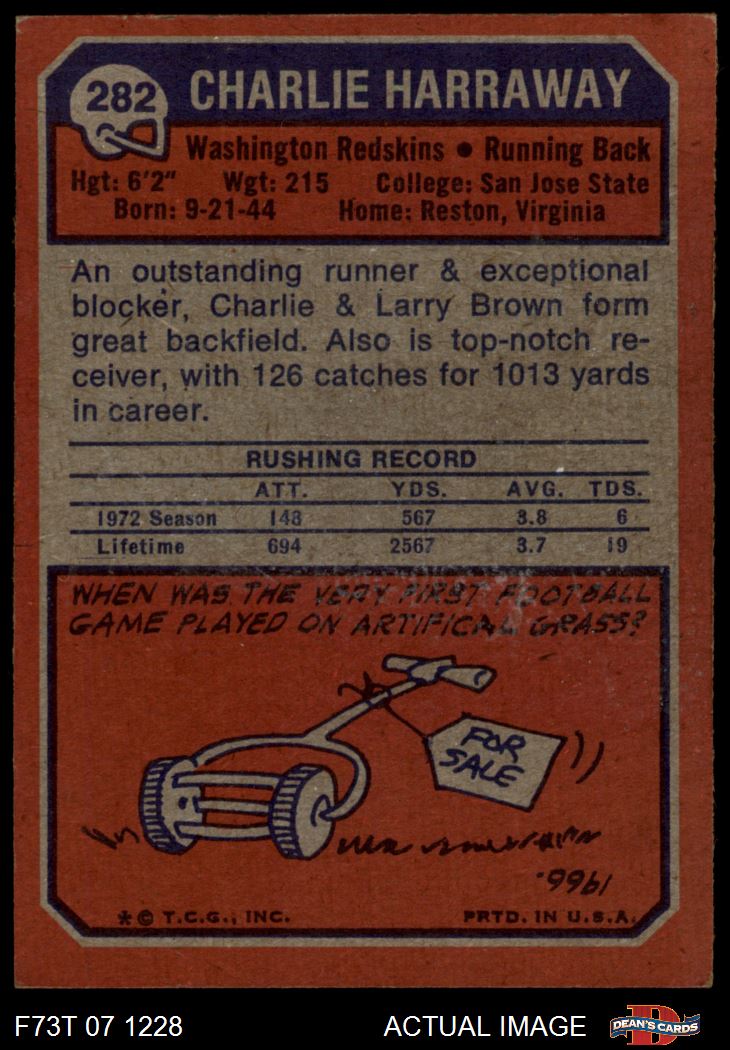 282 CHARLIE HARRAWAY
Washington Redskins • Running Back
Hgt: 6'2" Wgt: 215 College: San Jose State
Born: 9-21-44 Home: Reston, Virginia
An outstanding runner & exceptional
blocker, Charlie & Larry Brown form
great backfield. Also is top-notch re-
ceiver, with 126 catches for 1013 yards
in career.
RUSHING RECORD
ATT. YDS. AVG. TDS.
1972 Season 148 567 3.8 6
Lifetime 694 2567 3.7 19
WHEN WAS THE VERY FIRST FOOTBALL
GAME PLAYED ON ARTIFICAL GRASS?
FOR
SALE
1966.
* © T.C.G., INC. PRTD. IN U.S.A.
F73T 07 1228 ACTUAL IMAGE DEAN'S CARDS